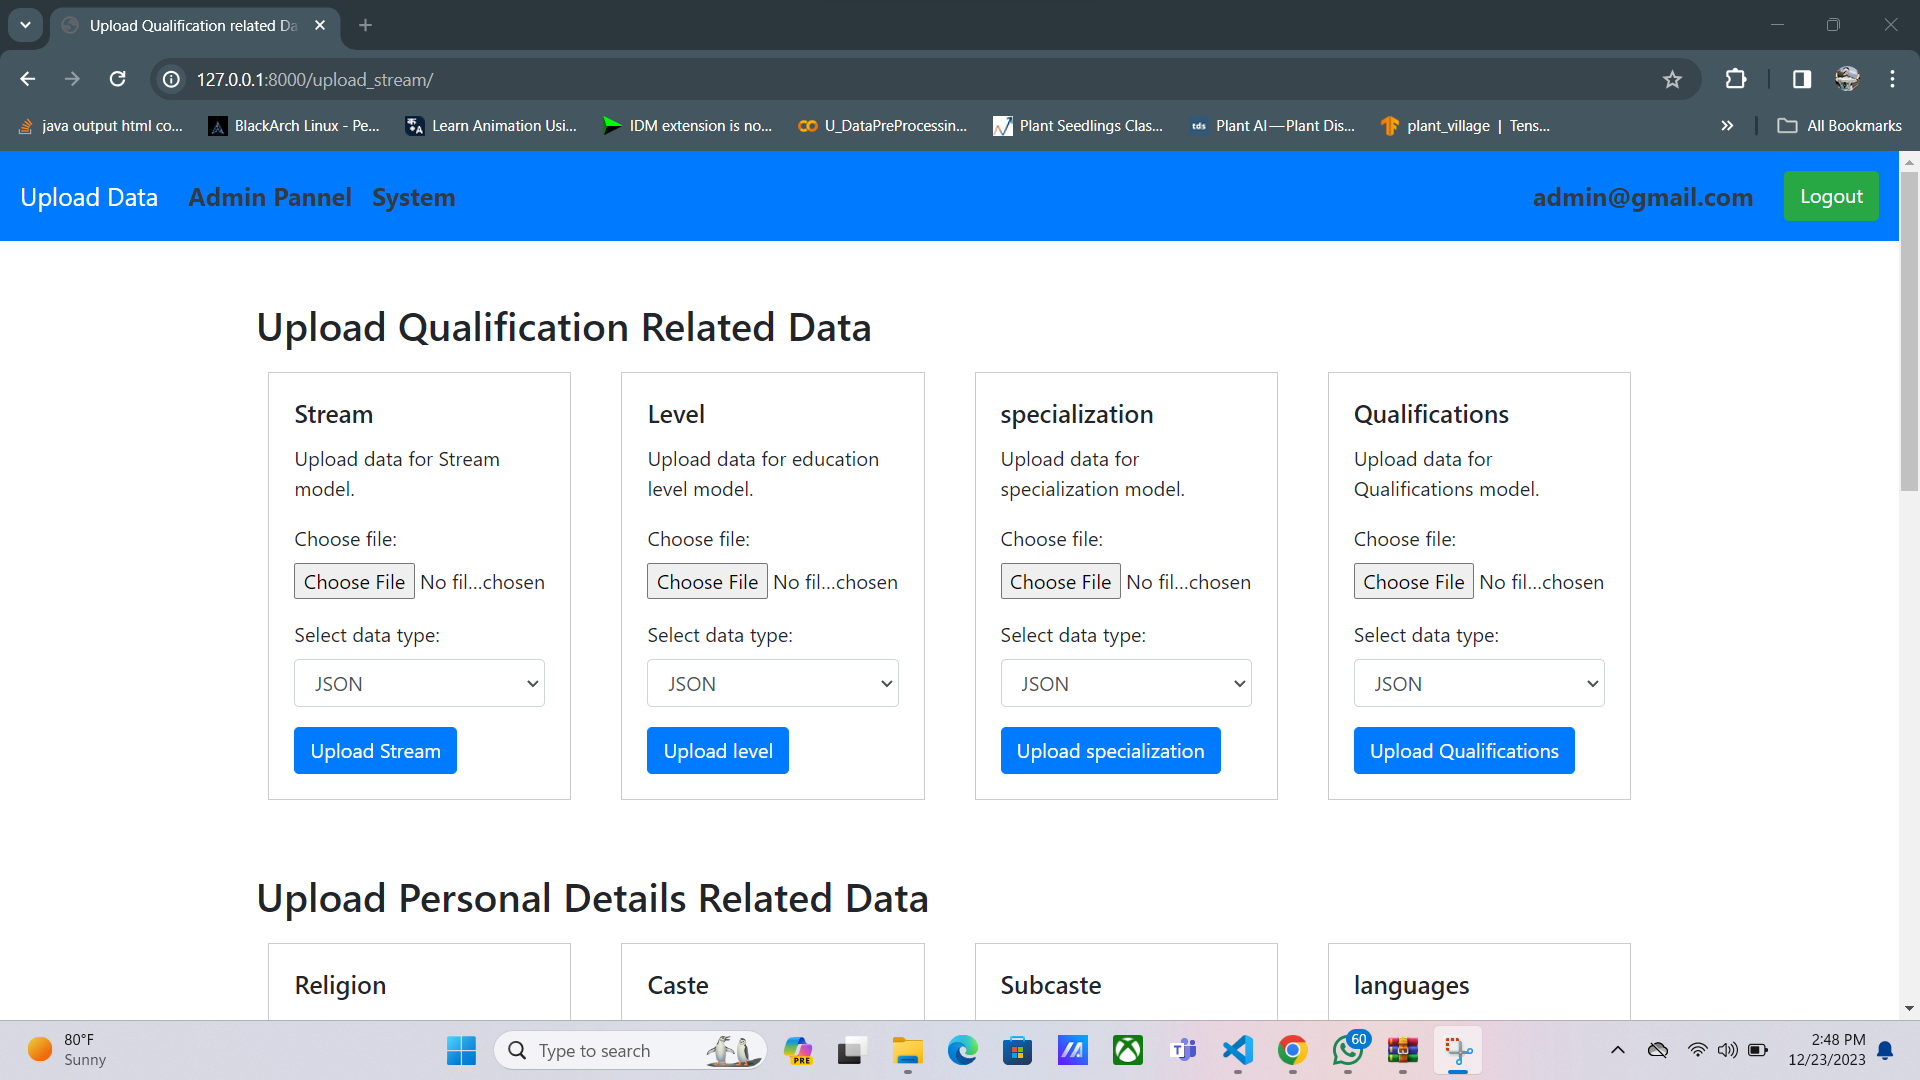 Upload Qualification related Da
127.0.0.1:8000/upload_stream/
java output html co...
BlackArch Linux - Pe...
Learn Animation Usi...
IDM extension is no...
U_DataPreProcessin...
Plant Seedlings Clas...
tds
Plant AI—Plant Dis...
plant_village | Tens...
All Bookmarks
Upload Data
Admin Pannel
System
admin@gmail.com
Logout
Upload Qualification Related Data
Stream
Upload data for Stream
model.
Choose file:
Choose File No fil...chosen
Select data type:
JSON
Upload Stream
Level
Upload data for education
level model.
Choose file:
Choose File No fil...chosen
Select data type:
JSON
Upload level
specialization
Upload data for
specialization model.
Choose file:
Choose File No fil...chosen
Select data type:
JSON
Upload specialization
Qualifications
Upload data for
Qualifications model.
Choose file:
Choose File No fil...chosen
Select data type:
JSON
Upload Qualifications
Upload Personal Details Related Data
Religion
Caste
Subcaste
languages
80°F
Sunny
Type to search
PRE
60
2:48 PM
12/23/2023